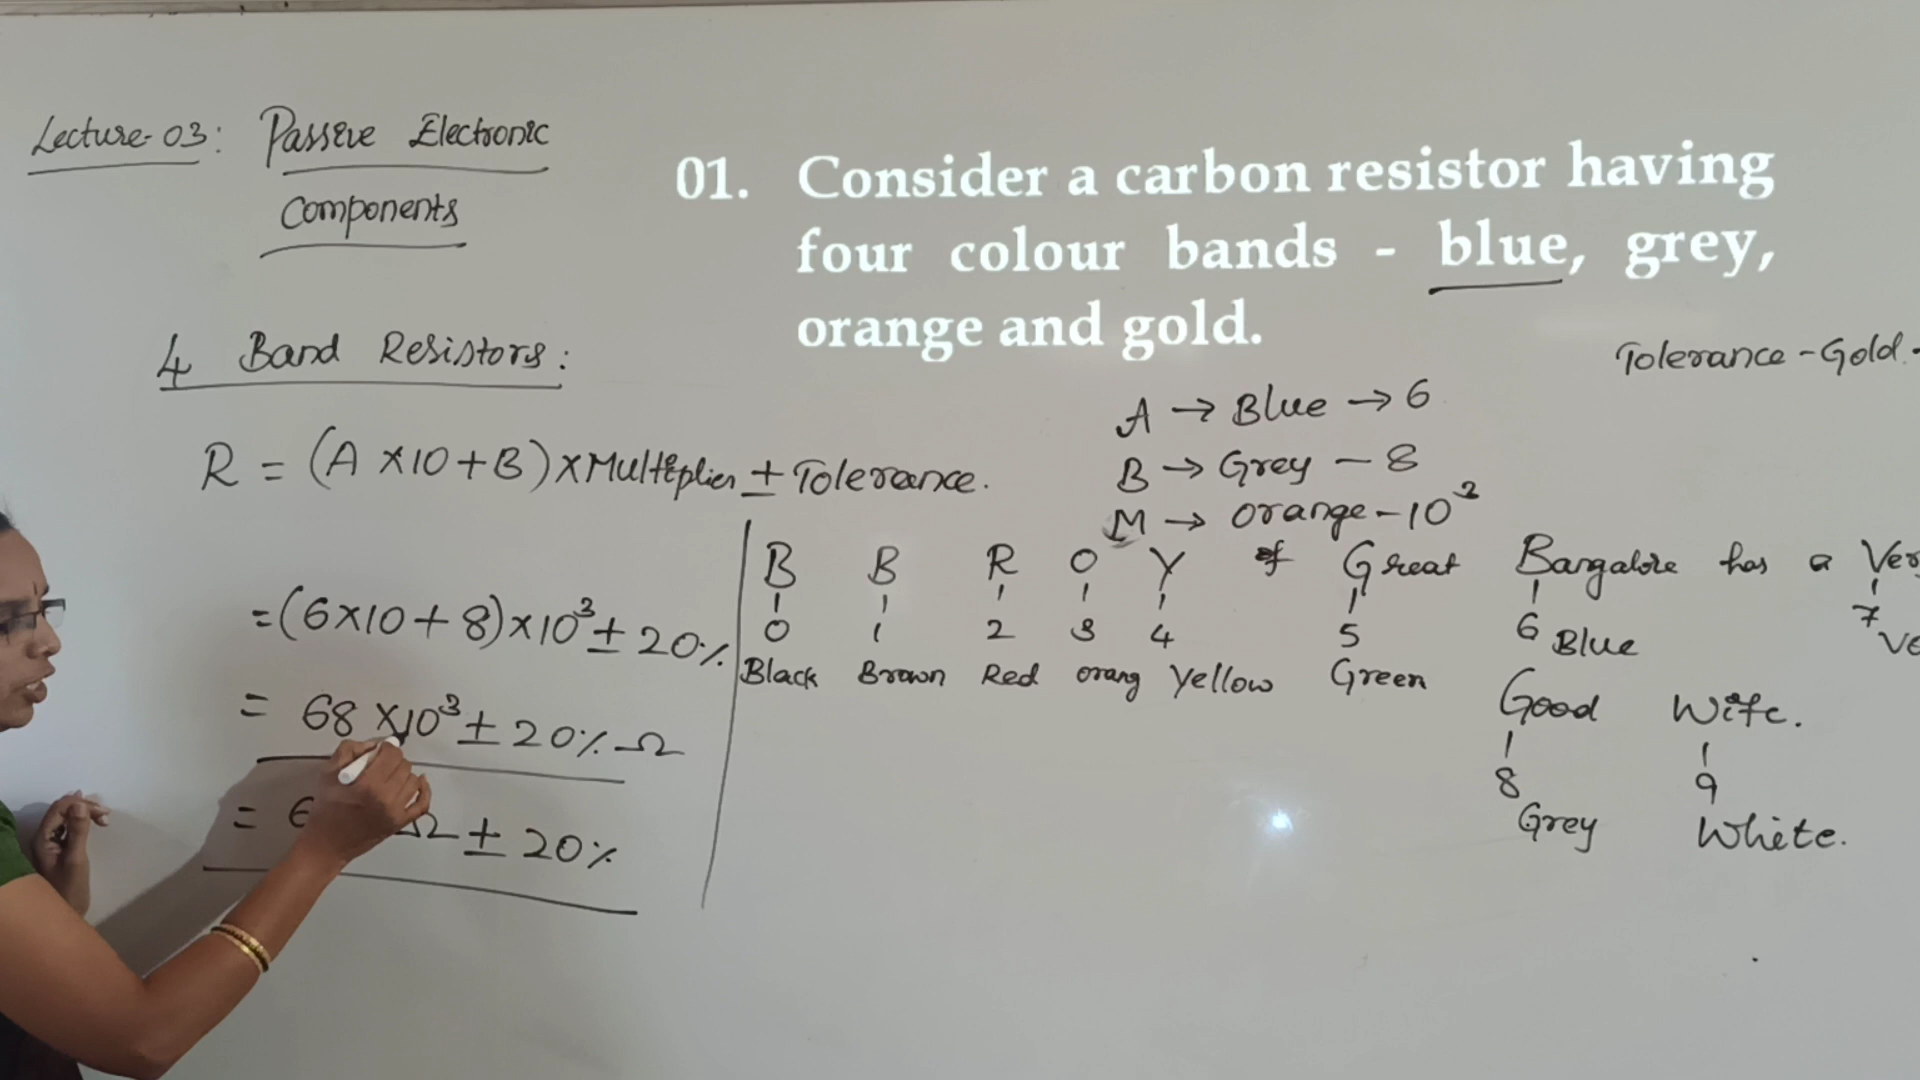 Lecture-03: Passive Electronic
Components
01. Consider a carbon resistor having
four colour bands - blue, grey,
orange and gold.
Tolerance - Gold.-
4 Band Resistors:
A → Blue → 6
B → Grey - 8
M → orange - 10³
R = (A × 10 + B) × Multiplier ± Tolerance.
= (6×10 + 8) × 10³ ± 20%
= 68 × 10³ ± 20% Ω
= 6 Ω ± 20%
B B R O Y of Great Bangalore has a Ver
0 1 2 3 4 5 6 Blue 7
Black Brown Red orang Yellow Green
Good Wife.
8 9
Grey White.